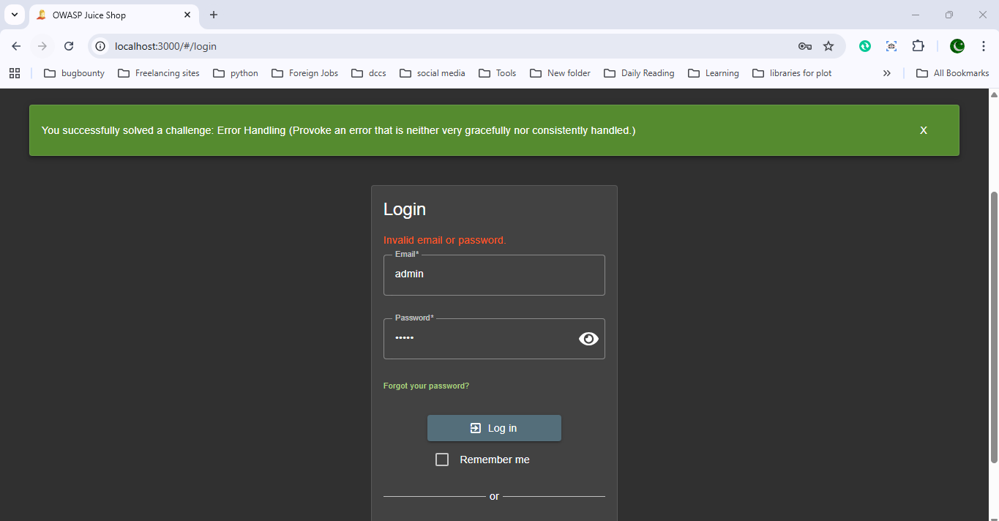 OWASP Juice Shop
localhost:3000/#/login
bugbounty Freelancing sites python Foreign Jobs dccs social media Tools New folder Daily Reading Learning libraries for plot » All Bookmarks
You successfully solved a challenge: Error Handling (Provoke an error that is neither very gracefully nor consistently handled.) X
Login
Invalid email or password.
Email*
admin
Password*
•••••
Forgot your password?
Log in
Remember me
or